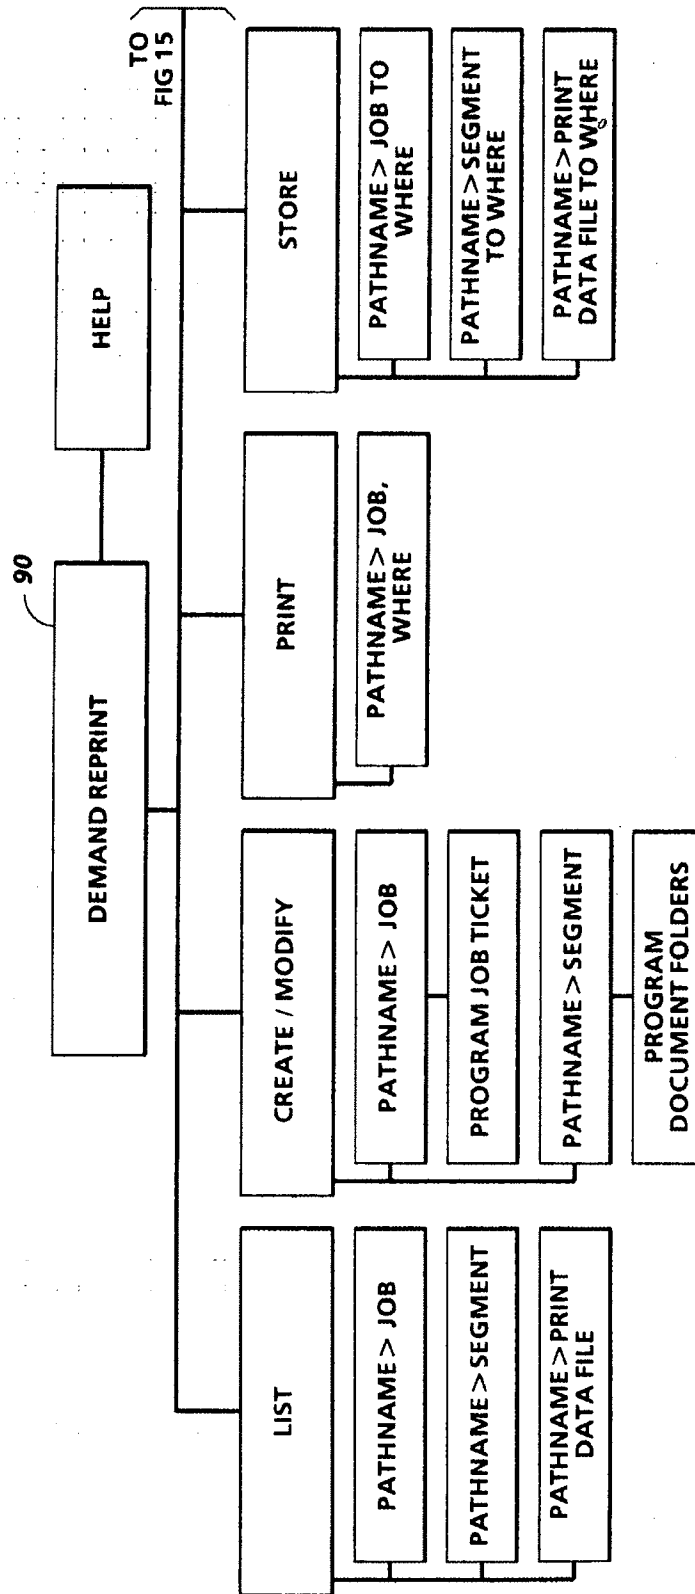 90
DEMAND REPRINT
HELP
TO
FIG 15
LIST
PATHNAME > JOB
PATHNAME > SEGMENT
PATHNAME > PRINT
DATA FILE
CREATE / MODIFY
PATHNAME > JOB
PROGRAM JOB TICKET
PATHNAME > SEGMENT
PROGRAM
DOCUMENT FOLDERS
PRINT
PATHNAME > JOB,
WHERE
STORE
PATHNAME > JOB TO
WHERE
PATHNAME > SEGMENT
TO WHERE
PATHNAME > PRINT
DATA FILE TO WHERE